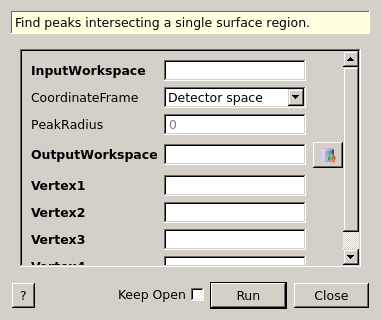 Find peaks intersecting a single surface region.
InputWorkspace
CoordinateFrame Detector space
PeakRadius 0
OutputWorkspace
Vertex1
Vertex2
Vertex3
Vertex4
? Keep Open Run Close